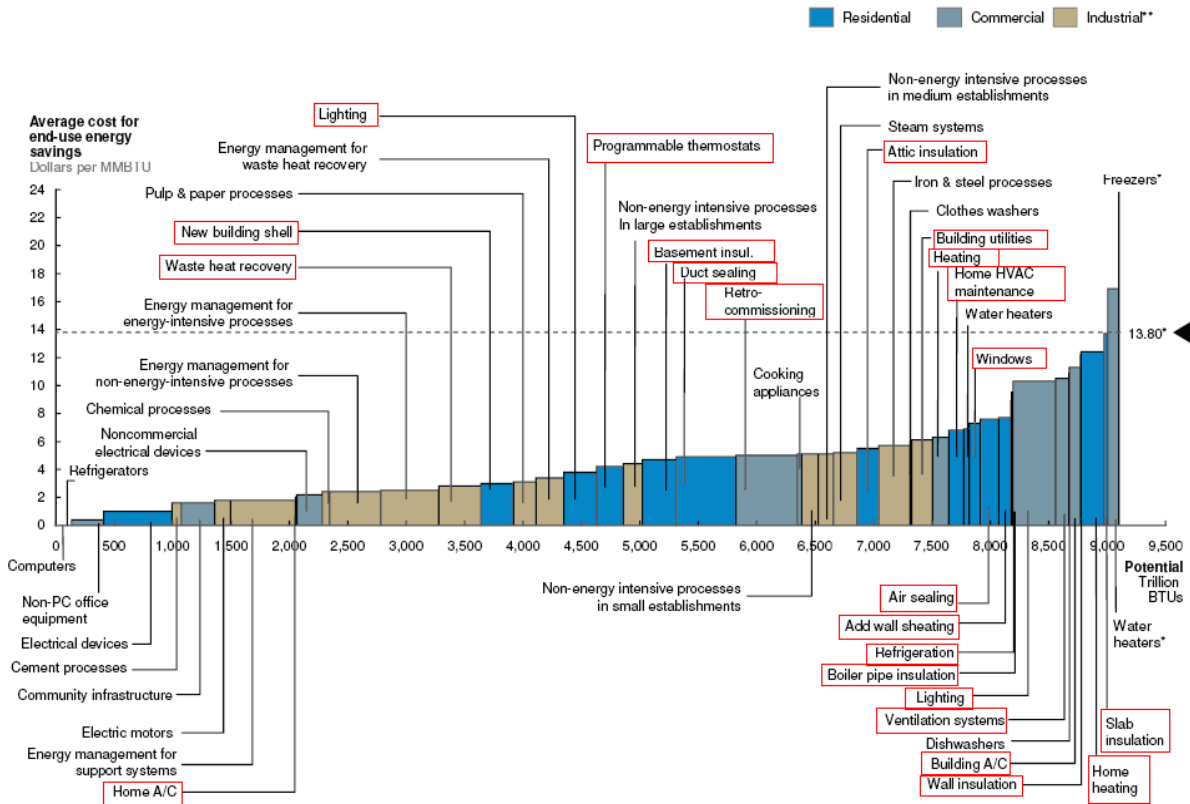 Residential Commercial Industrial**
Average cost for
end-use energy
savings
Dollars per MMBTU
Lighting
Energy management for
waste heat recovery
Pulp & paper processes
New building shell
Waste heat recovery
Energy management for
energy-intensive processes
Energy management for
non-energy-intensive processes
Chemical processes
Noncommercial
electrical devices
Refrigerators
Programmable thermostats
Non-energy intensive processes
In large establishments
Basement insul.
Duct sealing
Retro-
commissioning
Cooking
appliances
Non-energy intensive processes
in medium establishments
Steam systems
Attic insulation
Iron & steel processes
Clothes washers
Building utilities
Heating
Home HVAC
maintenance
Water heaters
Windows
Freezers*
13.80*
24
22
20
18
16
14
12
10
8
6
4
2
0
0 500 1,000 1,500 2,000 2,500 3,000 3,500 4,000 4,500 5,000 5,500 6,000 6,500 7,000 7,500 8,000 8,500 9,000 9,500
Potential
Trillion
BTUs
Computers
Non-PC office
equipment
Electrical devices
Cement processes
Community infrastructure
Electric motors
Energy management for
support systems
Home A/C
Non-energy intensive processes
in small establishments
Air sealing
Add wall sheating
Refrigeration
Boiler pipe insulation
Lighting
Ventilation systems
Dishwashers
Building A/C
Wall insulation
Water
heaters*
Slab
insulation
Home
heating